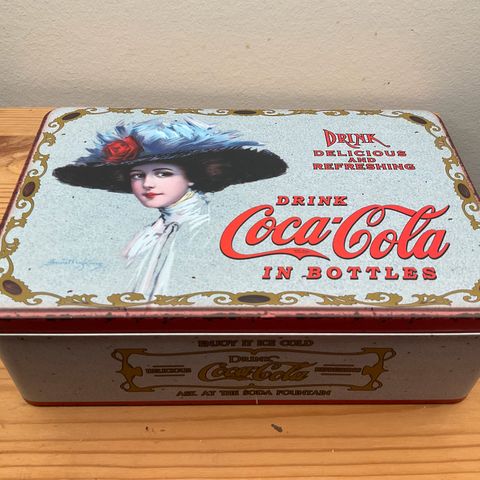 DRINK
DELICIOUS
AND
REFRESHING
DRINK
Coca-Cola
IN BOTTLES
ENJOY IT ICE COLD
DRINK
DELICIOUS Coca-Cola REFRESHING
ASK AT THE SODA FOUNTAIN